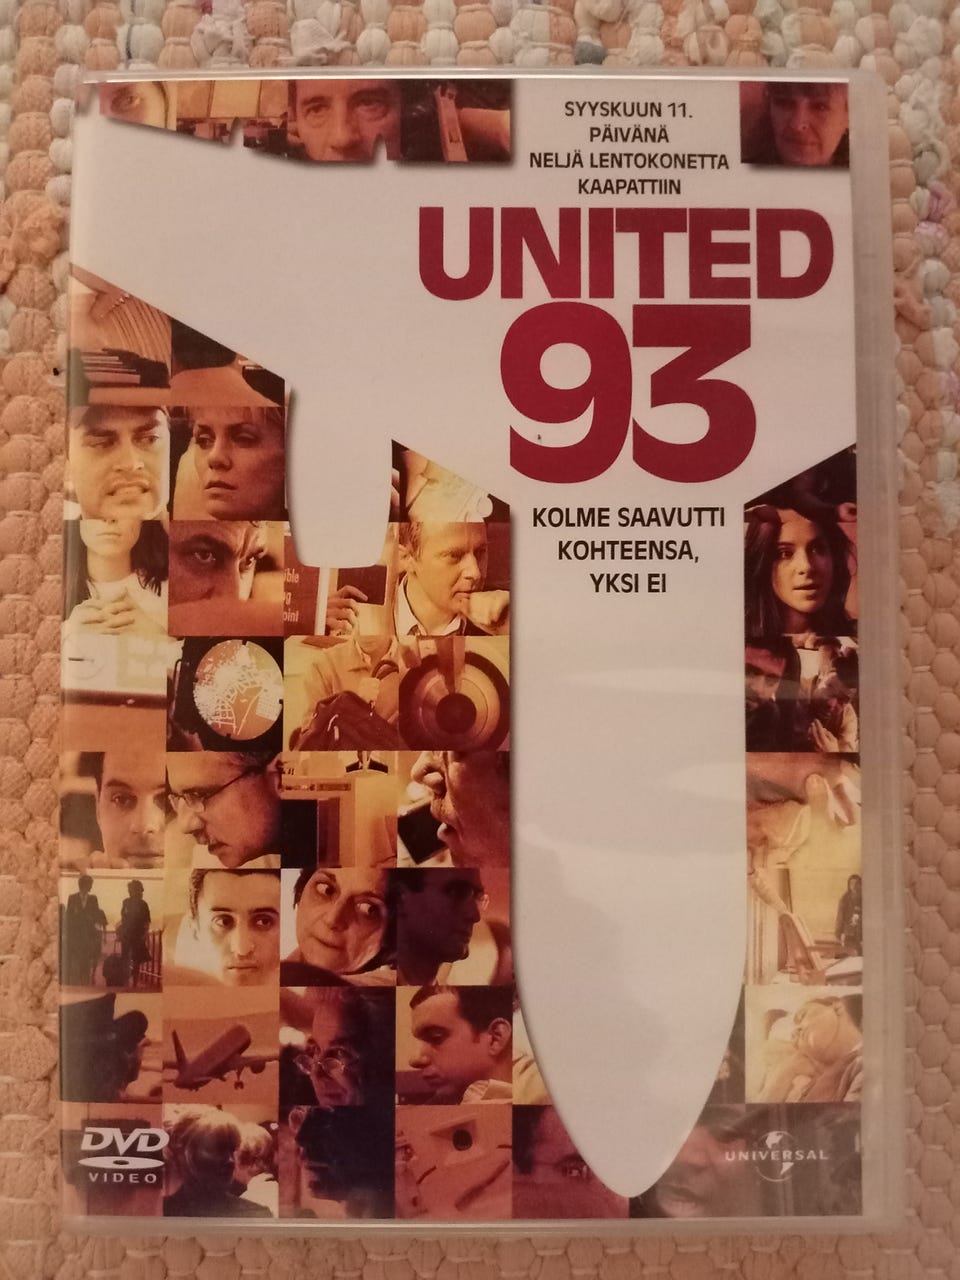 SYYSKUUN 11.
PÄIVÄNÄ
NELJÄ LENTOKONETTA
KAAPATTIIN
UNITED
93
KOLME SAAVUTTI
KOHTEENSA,
YKSI EI
DVD
VIDEO
UNIVERSAL